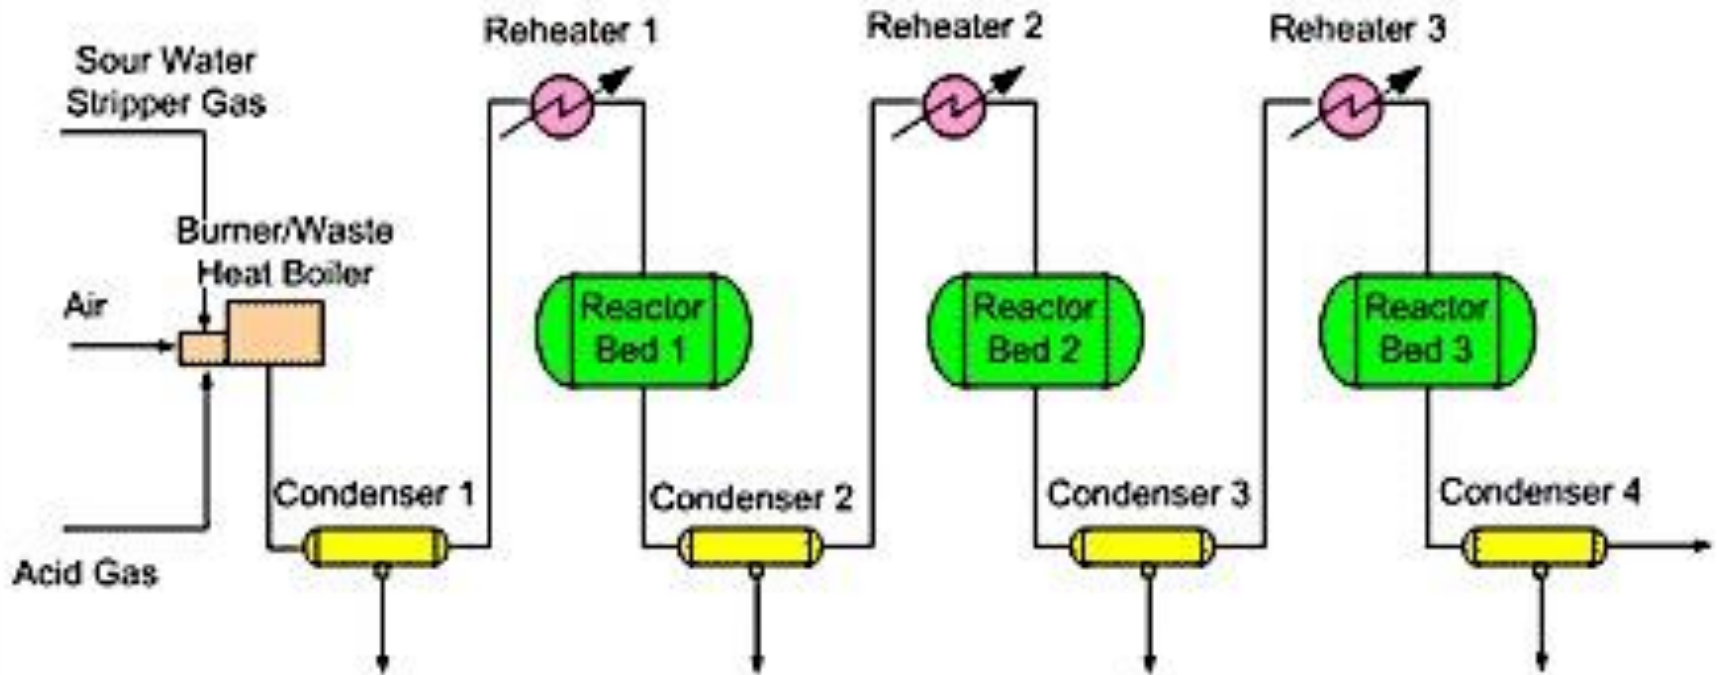 Reheater 1
Reheater 2
Reheater 3
Sour Water
Stripper Gas
Burner/Waste
Heat Boiler
Air
Reactor
Bed 1
Reactor
Bed 2
Reactor
Bed 3
Condenser 1
Condenser 2
Condenser 3
Condenser 4
Acid Gas